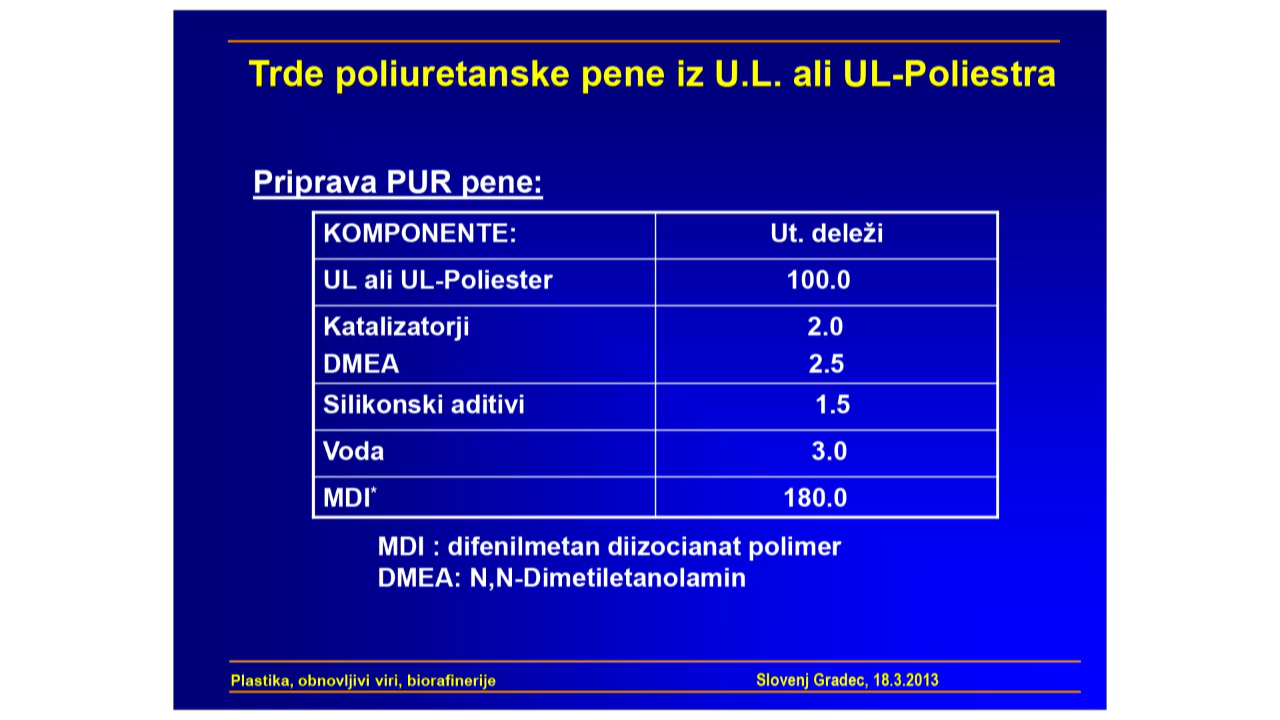 Trde poliuretanske pene iz U.L. ali UL-Poliestra
Priprava PUR pene:
KOMPONENTE: Ut. deleži
UL ali UL-Poliester 100.0
Katalizatorji 2.0
DMEA 2.5
Silikonski aditivi 1.5
Voda 3.0
MDI* 180.0
MDI : difenilmetan diizocianat polimer
DMEA: N,N-Dimetiletanolamin
Plastika, obnovljivi viri, biorafinerije Slovenj Gradec, 18.3.2013